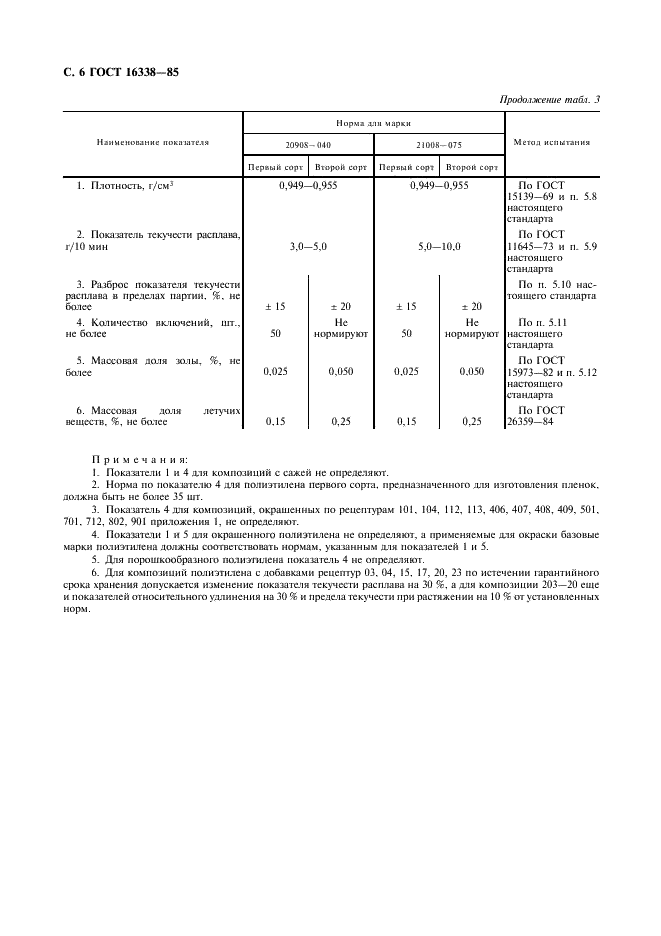 С. 6 ГОСТ 16338—85
Продолжение табл. 3
Наименование показателя
Норма для марки
Метод испытания
20908—040
21008—075
Первый сорт
Второй сорт
Первый сорт
Второй сорт
1. Плотность, г/см³
0,949—0,955
0,949—0,955
По ГОСТ
15139—69 и п. 5.8
настоящего
стандарта
2. Показатель текучести расплава,
г/10 мин
3,0—5,0
5,0—10,0
По ГОСТ
11645—73 и п. 5.9
настоящего
стандарта
3. Разброс показателя текучести
расплава в пределах партии, %, не
более
± 15
± 20
± 15
± 20
По п. 5.10 нас-
тоящего стандарта
4. Количество включений, шт.,
не более
50
Не
нормируют
50
Не
нормируют
По п. 5.11
настоящего
стандарта
5. Массовая доля золы, %, не
более
0,025
0,050
0,025
0,050
По ГОСТ
15973—82 и п. 5.12
настоящего
стандарта
6. Массовая доля летучих
веществ, %, не более
0,15
0,25
0,15
0,25
По ГОСТ
26359—84
Примечания:
1. Показатели 1 и 4 для композиций с сажей не определяют.
2. Норма по показателю 4 для полиэтилена первого сорта, предназначенного для изготовления пленок,
должна быть не более 35 шт.
3. Показатель 4 для композиций, окрашенных по рецептурам 101, 104, 112, 113, 406, 407, 408, 409, 501,
701, 712, 802, 901 приложения 1, не определяют.
4. Показатели 1 и 5 для окрашенного полиэтилена не определяют, а применяемые для окраски базовые
марки полиэтилена должны соответствовать нормам, указанным для показателей 1 и 5.
5. Для порошкообразного полиэтилена показатель 4 не определяют.
6. Для композиций полиэтилена с добавками рецептур 03, 04, 15, 17, 20, 23 по истечении гарантийного
срока хранения допускается изменение показателя текучести расплава на 30 %, а для композиции 203—20 еще
и показателей относительного удлинения на 30 % и предела текучести при растяжении на 10 % от установленных
норм.